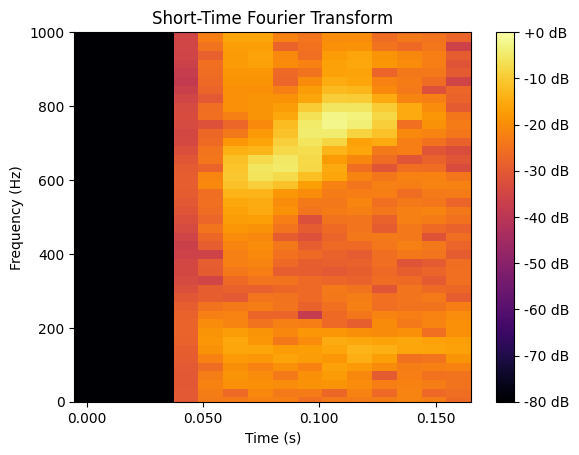 Short-Time Fourier Transform
Frequency (Hz)
1000
800
600
400
200
0
0.000
0.050
0.100
0.150
Time (s)
+0 dB
-10 dB
-20 dB
-30 dB
-40 dB
-50 dB
-60 dB
-70 dB
-80 dB